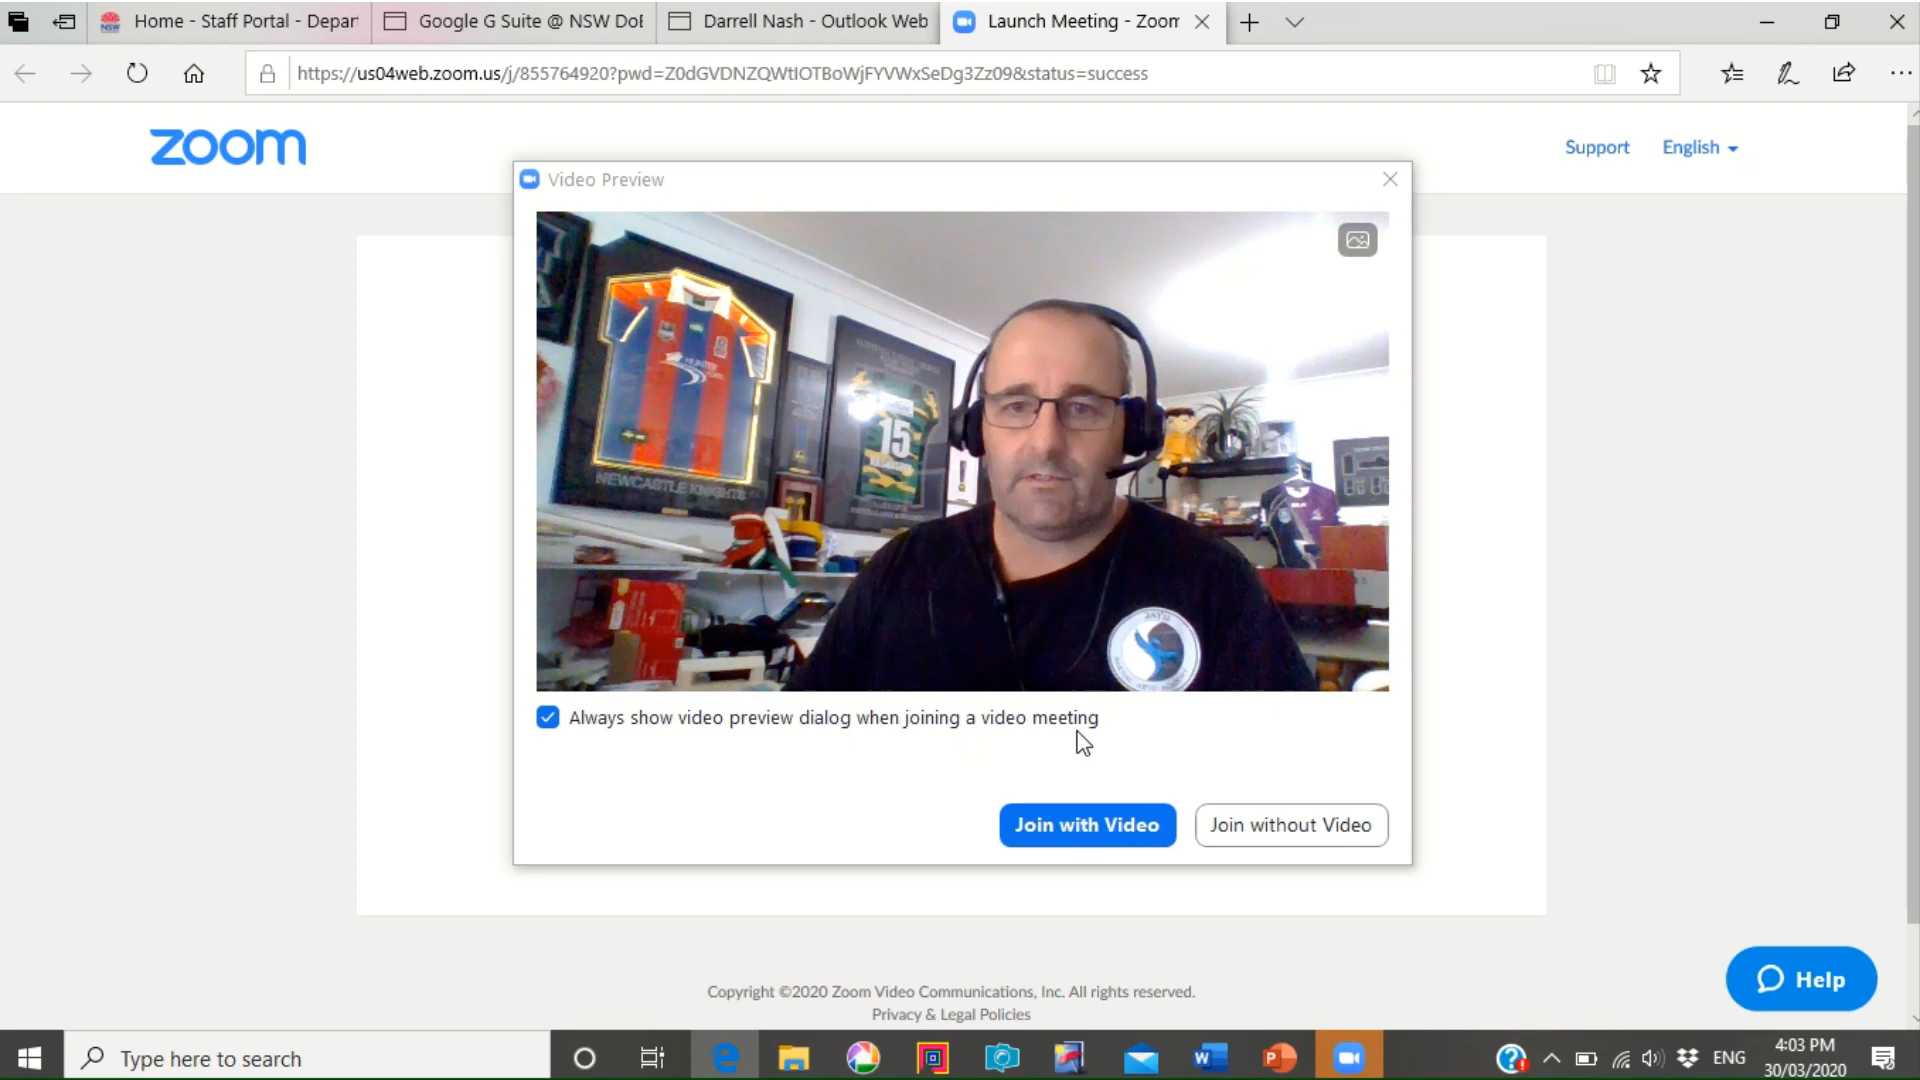 Home - Staff Portal - Depar
Google G Suite @ NSW DoE
Darrell Nash - Outlook Web
Launch Meeting - Zoom
https://us04web.zoom.us/j/855764920?pwd=Z0dGVDNZQWtIOTBoWjFYVWxSeDg3Zz09&status=success
zoom
Support
English
Video Preview
HUNTER
15
NEWCASTLE KNIGHTS
Always show video preview dialog when joining a video meeting
Join with Video
Join without Video
Help
Copyright ©2020 Zoom Video Communications, Inc. All rights reserved.
Privacy & Legal Policies
Type here to search
ENG
4:03 PM
30/03/2020